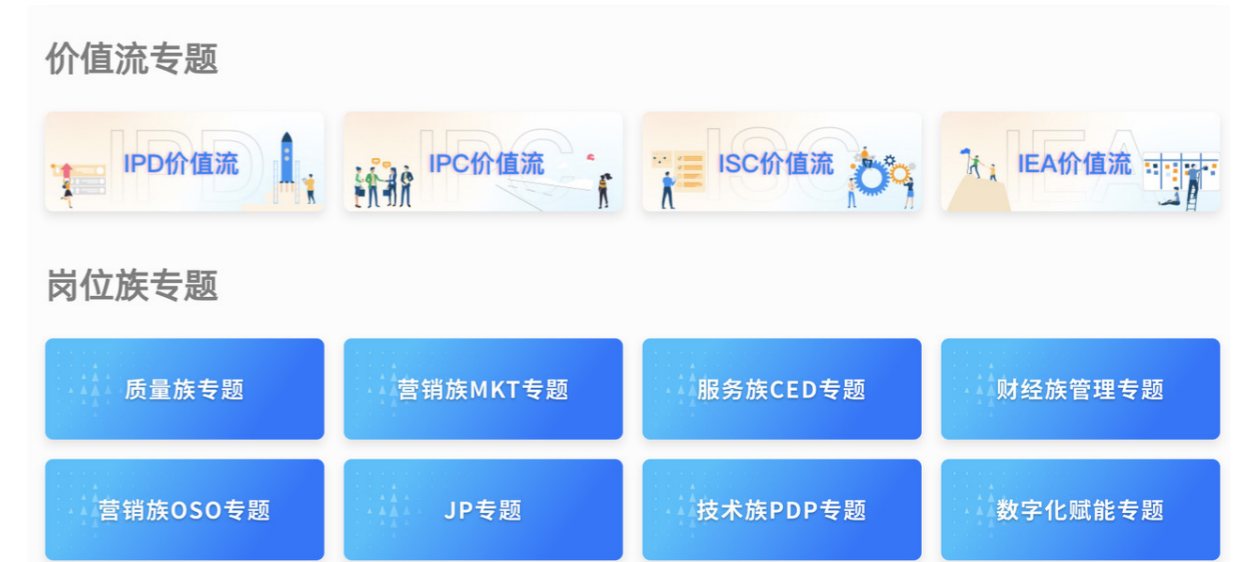 价值流专题
IPD价值流
IPC价值流
ISC价值流
IEA价值流
岗位族专题
质量族专题
营销族MKT专题
服务族CED专题
财经族管理专题
营销族OSO专题
JP专题
技术族PDP专题
数字化赋能专题